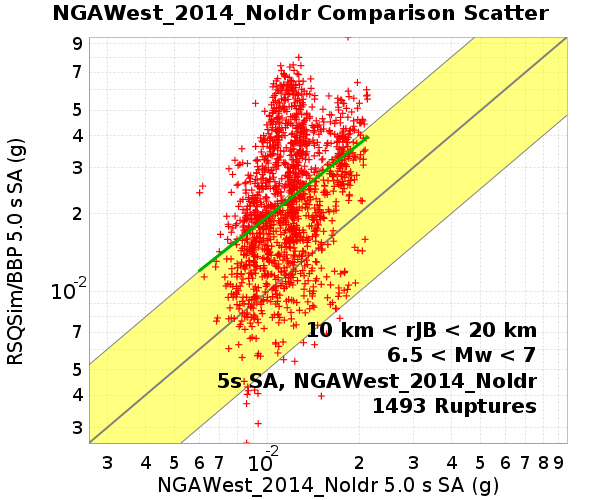 NGAWest_2014_NoIdr Comparison Scatter
RSQSim/BBP 5.0 s SA (g)
9
7
5
4
3
2
10-2
7
5
4
3
10 km < rJB < 20 km
6.5 < Mw < 7
5s SA, NGAWest_2014_NoIdr
1493 Ruptures
3 4 5 6 7 10-2 2 3 4 5 6 7 8 9
NGAWest_2014_NoIdr 5.0 s SA (g)